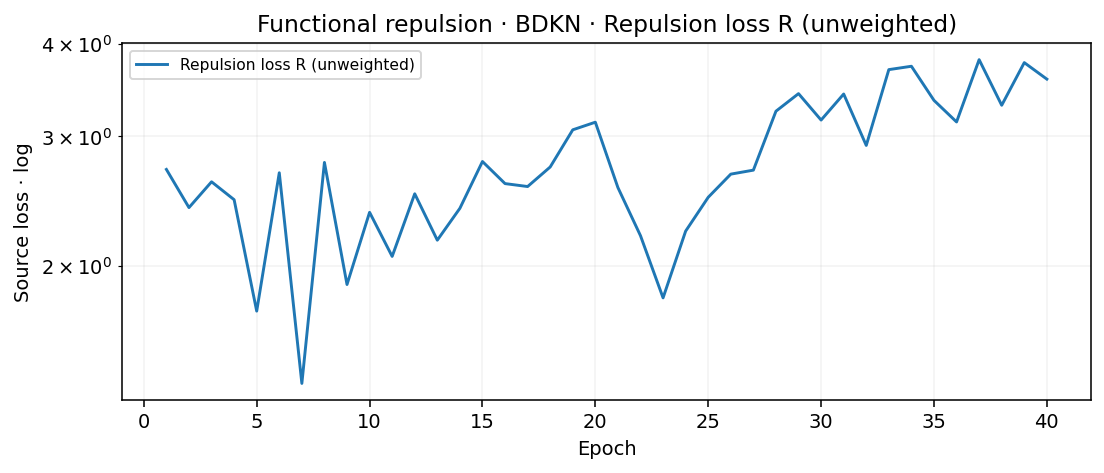 Functional repulsion · BDKN · Repulsion loss R (unweighted)
Repulsion loss R (unweighted)
Source loss · log
4 × 10⁰
3 × 10⁰
2 × 10⁰
0 5 10 15 20 25 30 35 40
Epoch